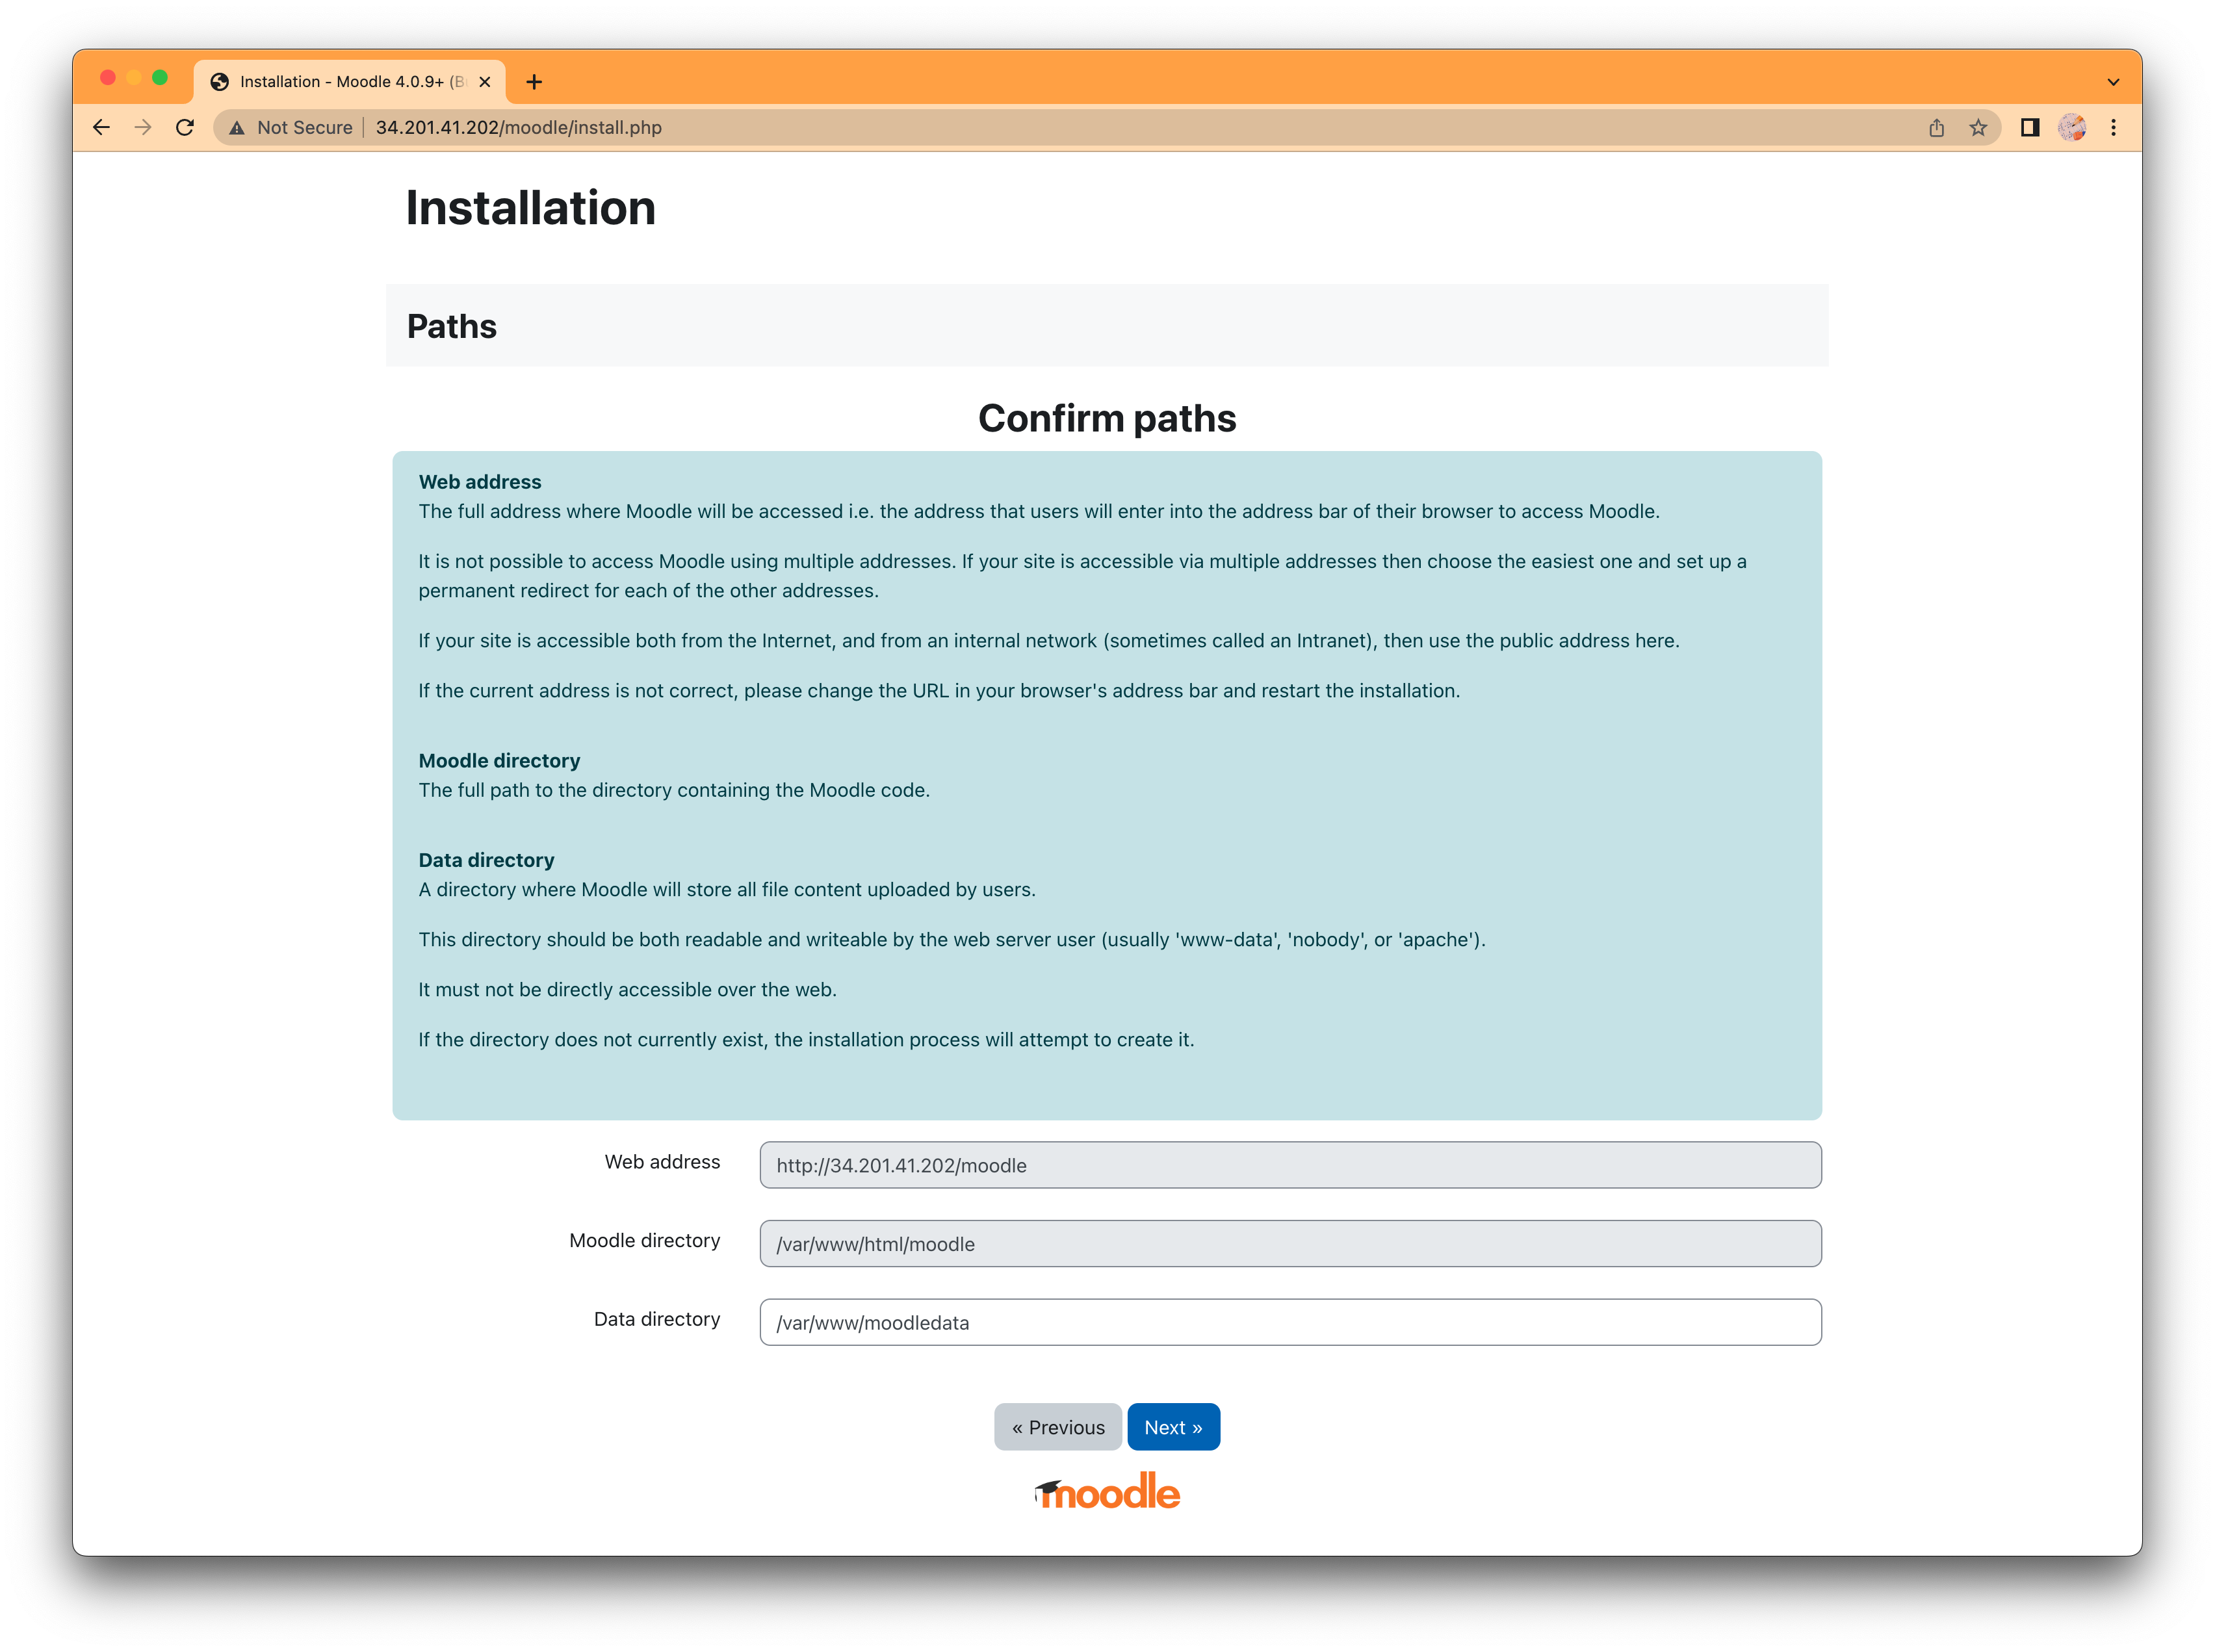 Installation - Moodle 4.0.9+ (B
Not Secure
34.201.41.202/moodle/install.php
Installation
Paths
Confirm paths
Web address
The full address where Moodle will be accessed i.e. the address that users will enter into the address bar of their browser to access Moodle.
It is not possible to access Moodle using multiple addresses. If your site is accessible via multiple addresses then choose the easiest one and set up a
permanent redirect for each of the other addresses.
If your site is accessible both from the Internet, and from an internal network (sometimes called an Intranet), then use the public address here.
If the current address is not correct, please change the URL in your browser's address bar and restart the installation.
Moodle directory
The full path to the directory containing the Moodle code.
Data directory
A directory where Moodle will store all file content uploaded by users.
This directory should be both readable and writeable by the web server user (usually 'www-data', 'nobody', or 'apache').
It must not be directly accessible over the web.
If the directory does not currently exist, the installation process will attempt to create it.
Web address http://34.201.41.202/moodle
Moodle directory /var/www/html/moodle
Data directory /var/www/moodledata
« Previous Next »
moodle